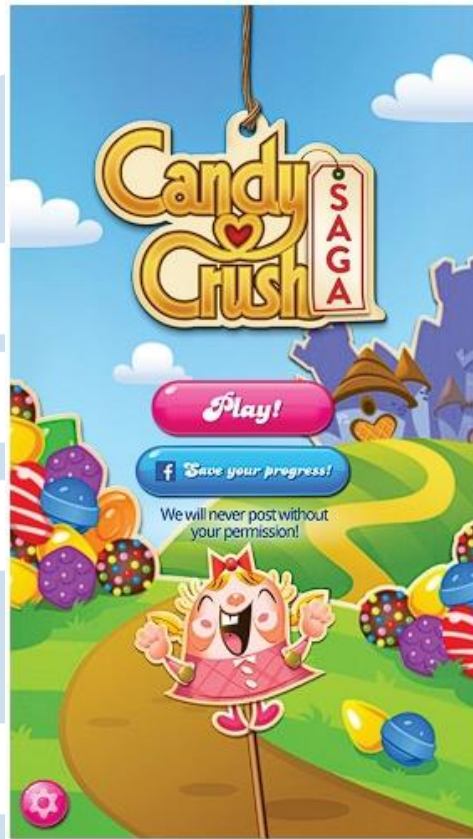 Candy
Crush
SAGA
Play!
f Save your progress!
We will never post without
your permission!